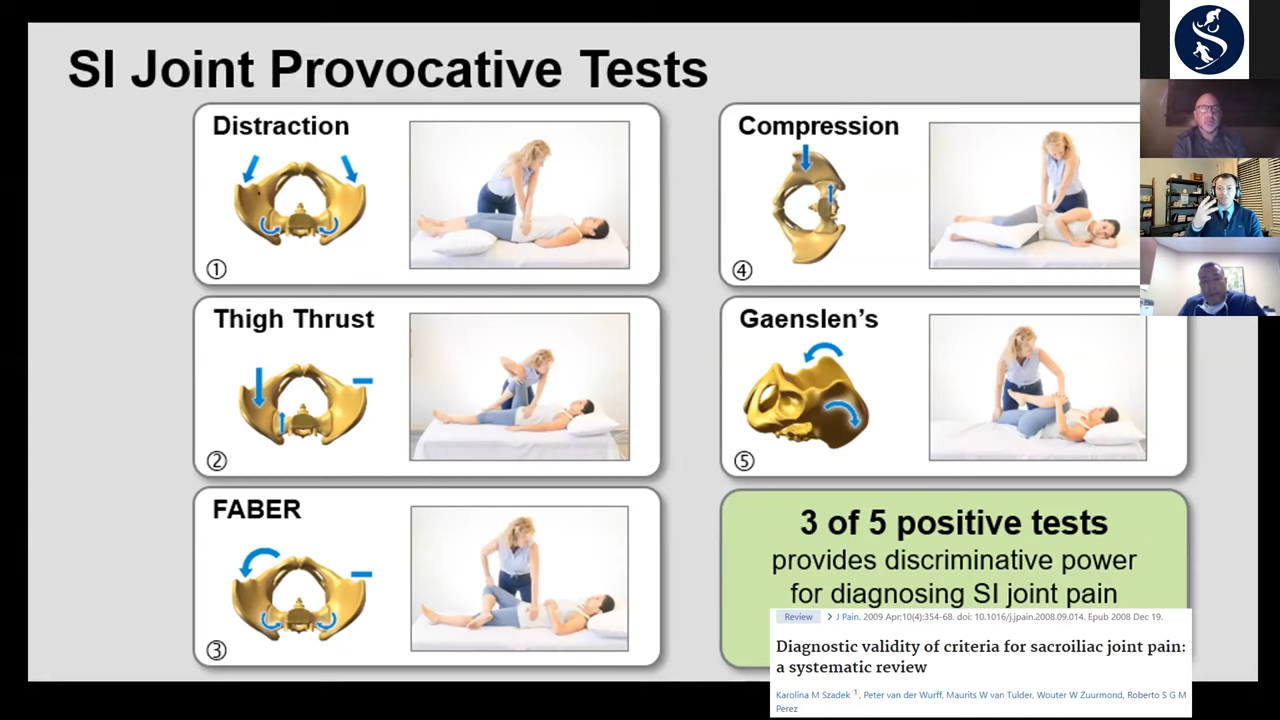 SI Joint Provocative Tests
Distraction
①
Thigh Thrust
②
FABER
③
Compression
④
Gaenslen's
⑤
3 of 5 positive tests
provides discriminative power
for diagnosing SI joint pain
Review > J Pain. 2009 Apr;10(4):354-68. doi: 10.1016/j.jpain.2008.09.014. Epub 2008 Dec 19.
Diagnostic validity of criteria for sacroiliac joint pain:
a systematic review
Karolina M Szadek 1, Peter van der Wurff, Maurits W van Tulder, Wouter W Zuurmond, Roberto S G M
Perez